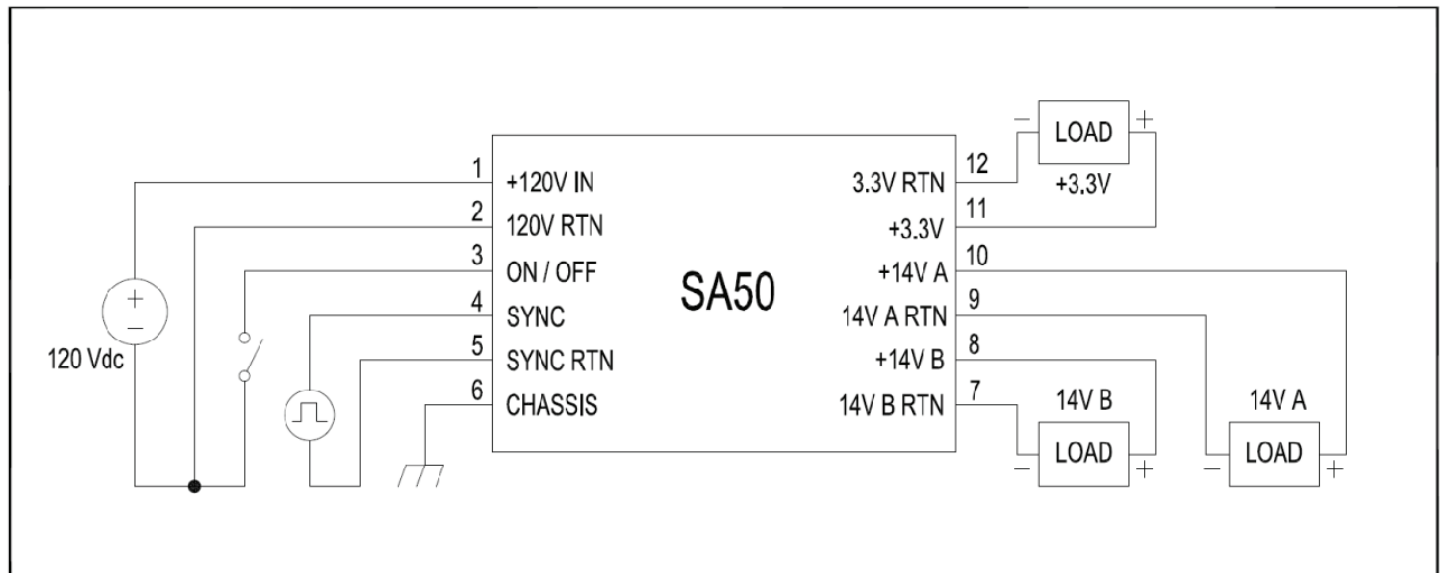 1 +120V IN
2 120V RTN
3 ON / OFF
4 SYNC
5 SYNC RTN
6 CHASSIS
120 Vdc
+
−
SA50
12 3.3V RTN
11 +3.3V
10 +14V A
9 14V A RTN
8 +14V B
7 14V B RTN
− LOAD +
+3.3V
14V B
− LOAD +
14V A
− LOAD +